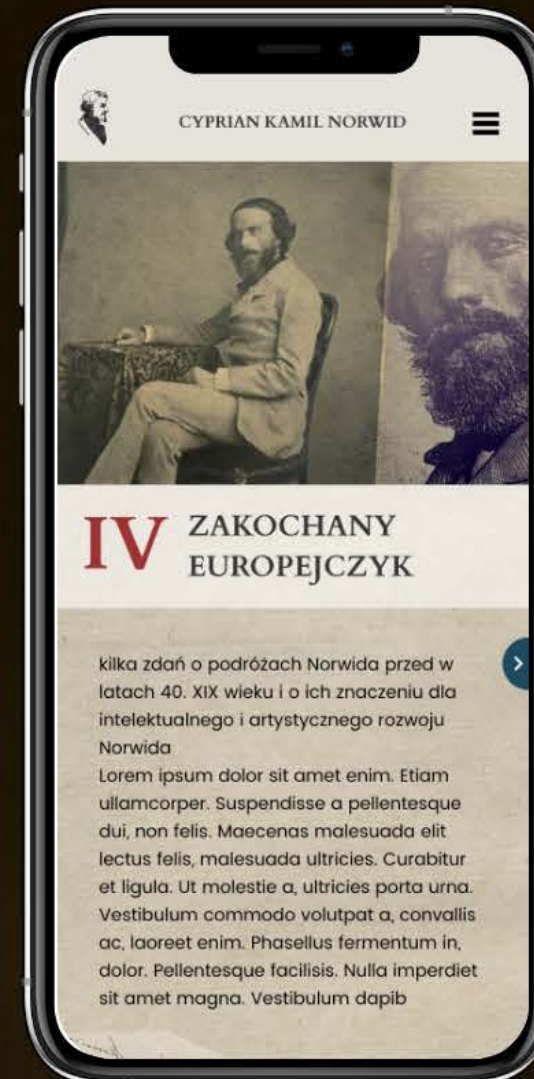 CYPRIAN KAMIL NORWID
IV ZAKOCHANY
EUROPEJCZYK
kilka zdań o podróżach Norwida przed w
latach 40. XIX wieku i o ich znaczeniu dla
intelektualnego i artystycznego rozwoju
Norwida
Lorem ipsum dolor sit amet enim. Etiam
ullamcorper. Suspendisse a pellentesque
dui, non felis. Maecenas malesuada elit
lectus felis, malesuada ultricies. Curabitur
et ligula. Ut molestie a, ultricies porta urna.
Vestibulum commodo volutpat a, convallis
ac, laoreet enim. Phasellus fermentum in,
dolor. Pellentesque facilisis. Nulla imperdiet
sit amet magna. Vestibulum dapib